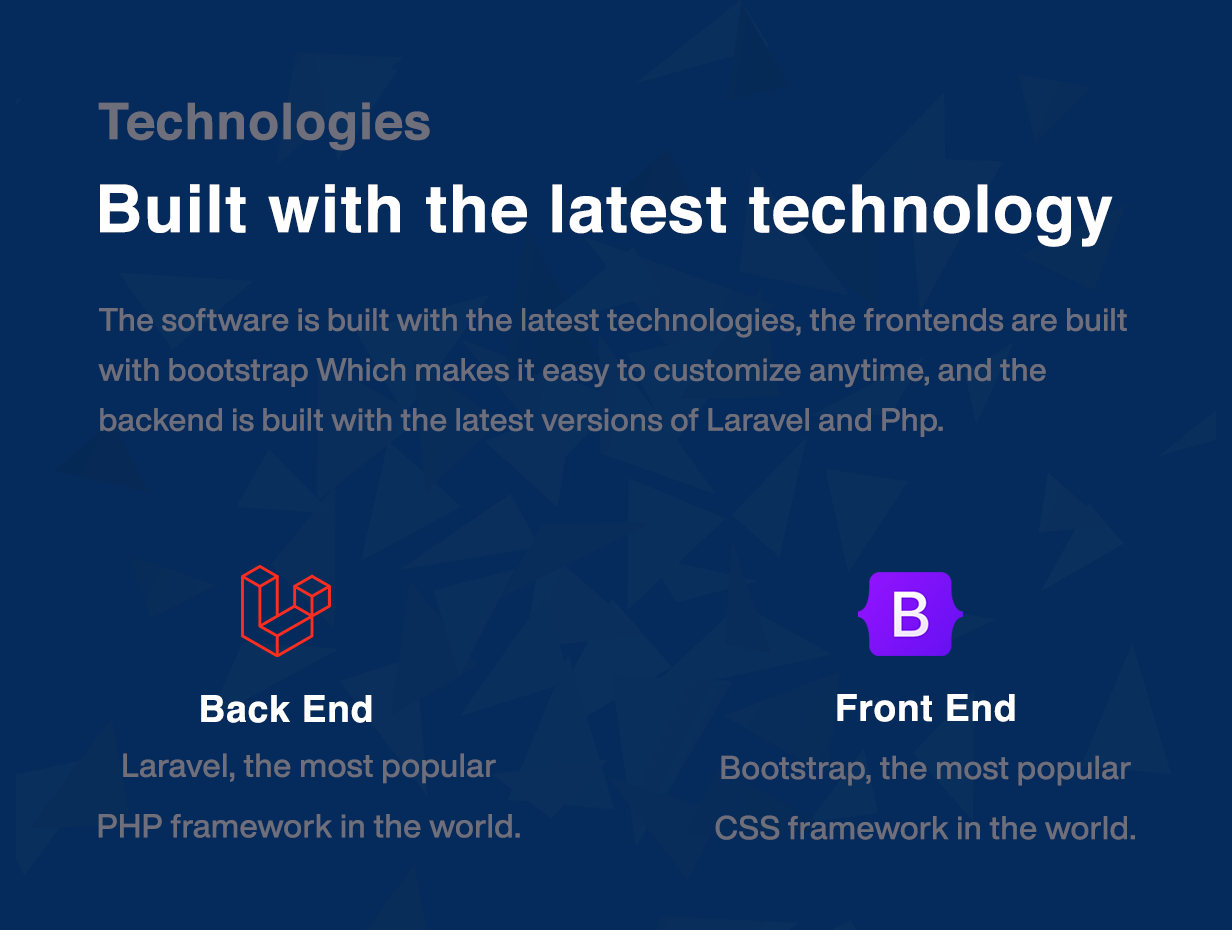 Technologies
Built with the latest technology
The software is built with the latest technologies, the frontends are built
with bootstrap Which makes it easy to customize anytime, and the
backend is built with the latest versions of Laravel and Php.
B
Back End
Front End
Laravel, the most popular
PHP framework in the world.
Bootstrap, the most popular
CSS framework in the world.